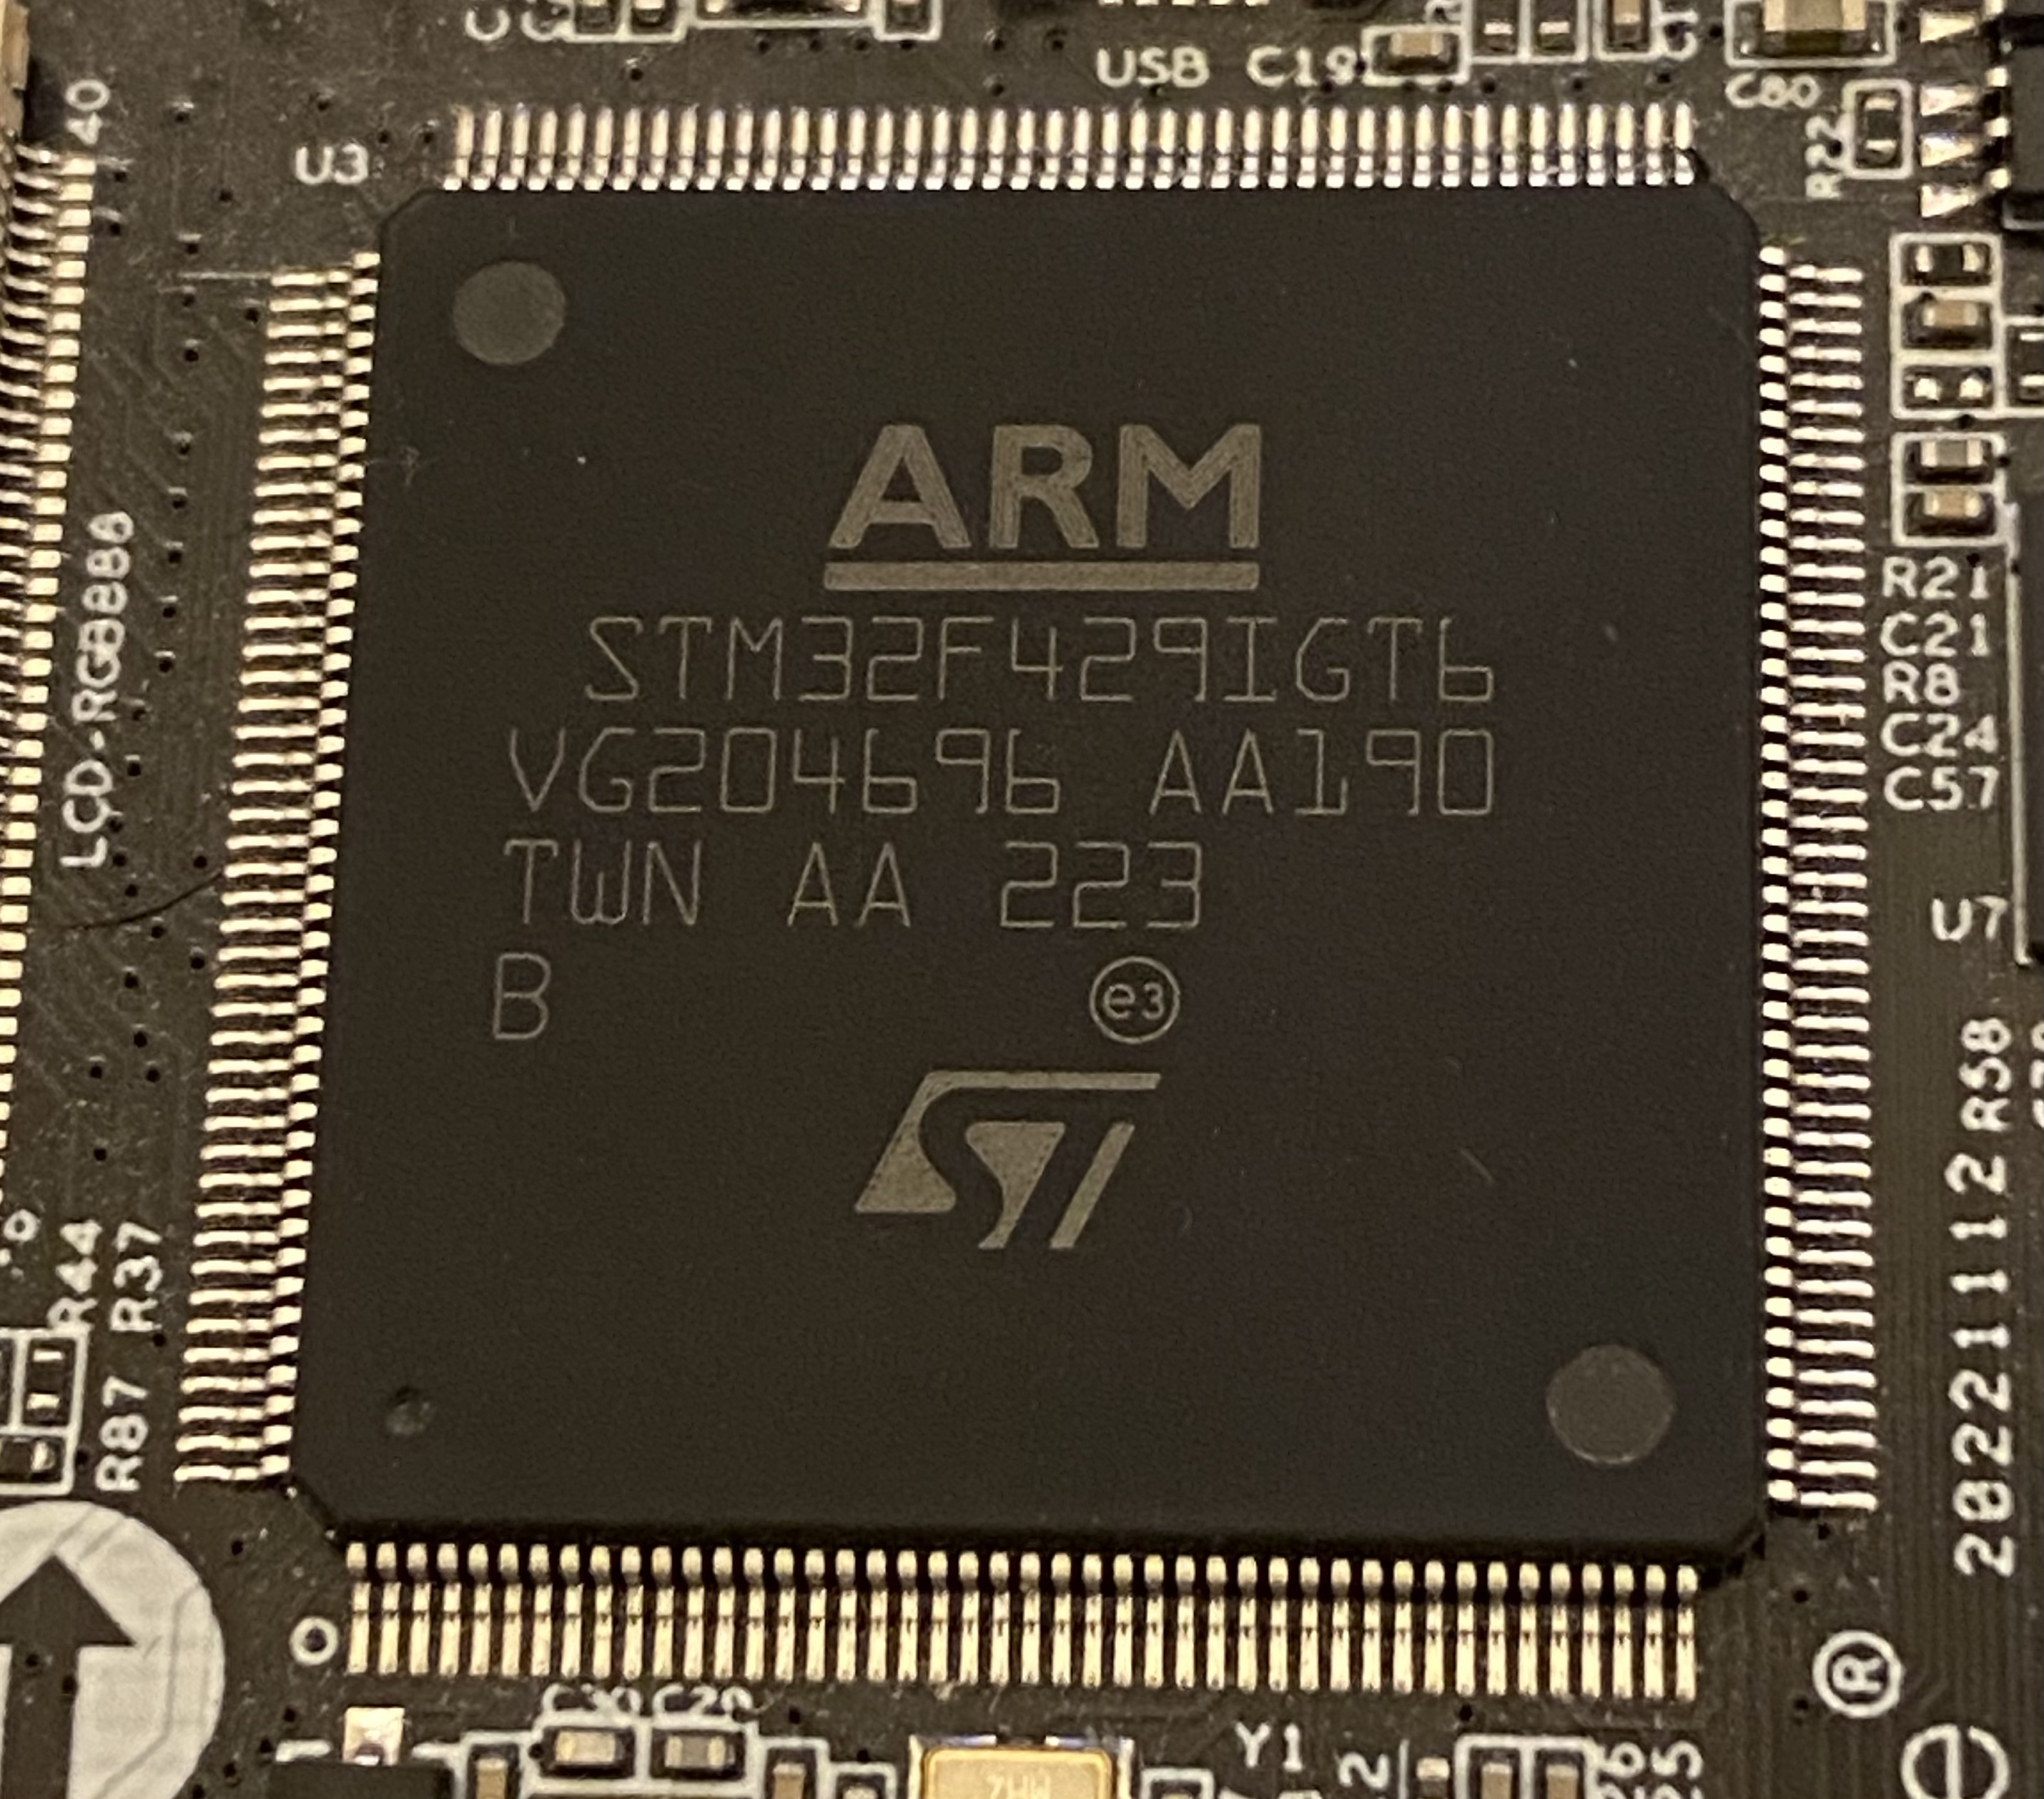 USB C19
C80
R22
40
U3
LCD-RGB888
ARM
STM32F429IGT6
VG204696 AA190
TWN AA 223
B e3
ST
R21
C21
R8
C24
C57
U7
R58
20221112
R44
R37
R87
®
C30
Y1
2
e